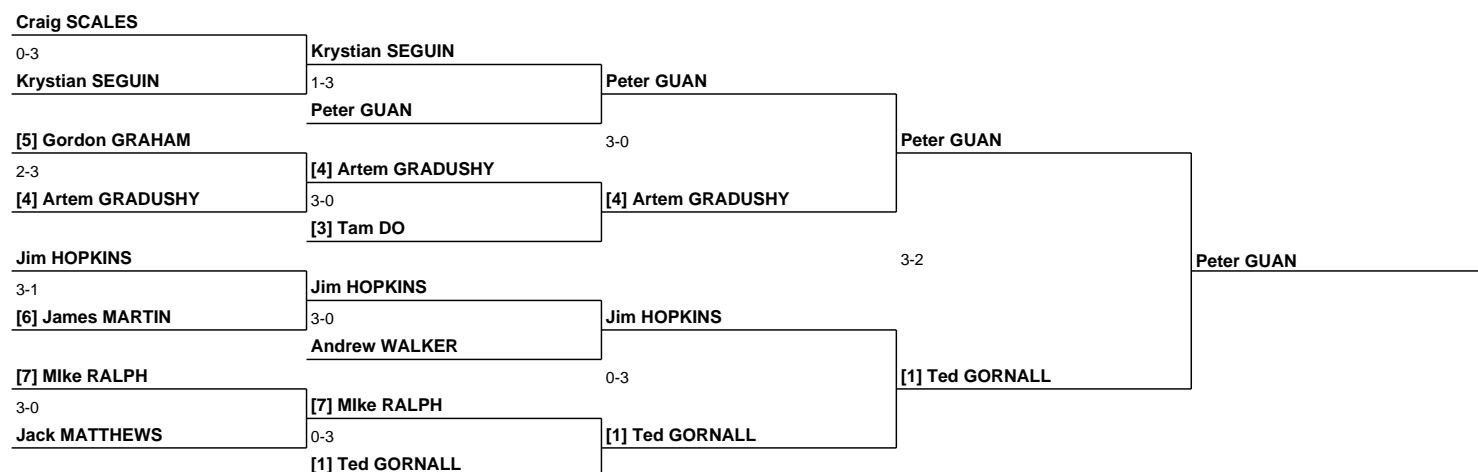 Craig SCALES
0-3
Krystian SEGUIN
Krystian SEGUIN
1-3
Peter GUAN
Peter GUAN
[5] Gordon GRAHAM
2-3
[4] Artem GRADUSHY
[4] Artem GRADUSHY
3-0
[3] Tam DO
3-0
[4] Artem GRADUSHY
Peter GUAN
Jim HOPKINS
3-1
[6] James MARTIN
Jim HOPKINS
3-0
Andrew WALKER
Jim HOPKINS
[7] MIke RALPH
3-0
Jack MATTHEWS
[7] MIke RALPH
0-3
[1] Ted GORNALL
0-3
[1] Ted GORNALL
[1] Ted GORNALL
3-2
Peter GUAN